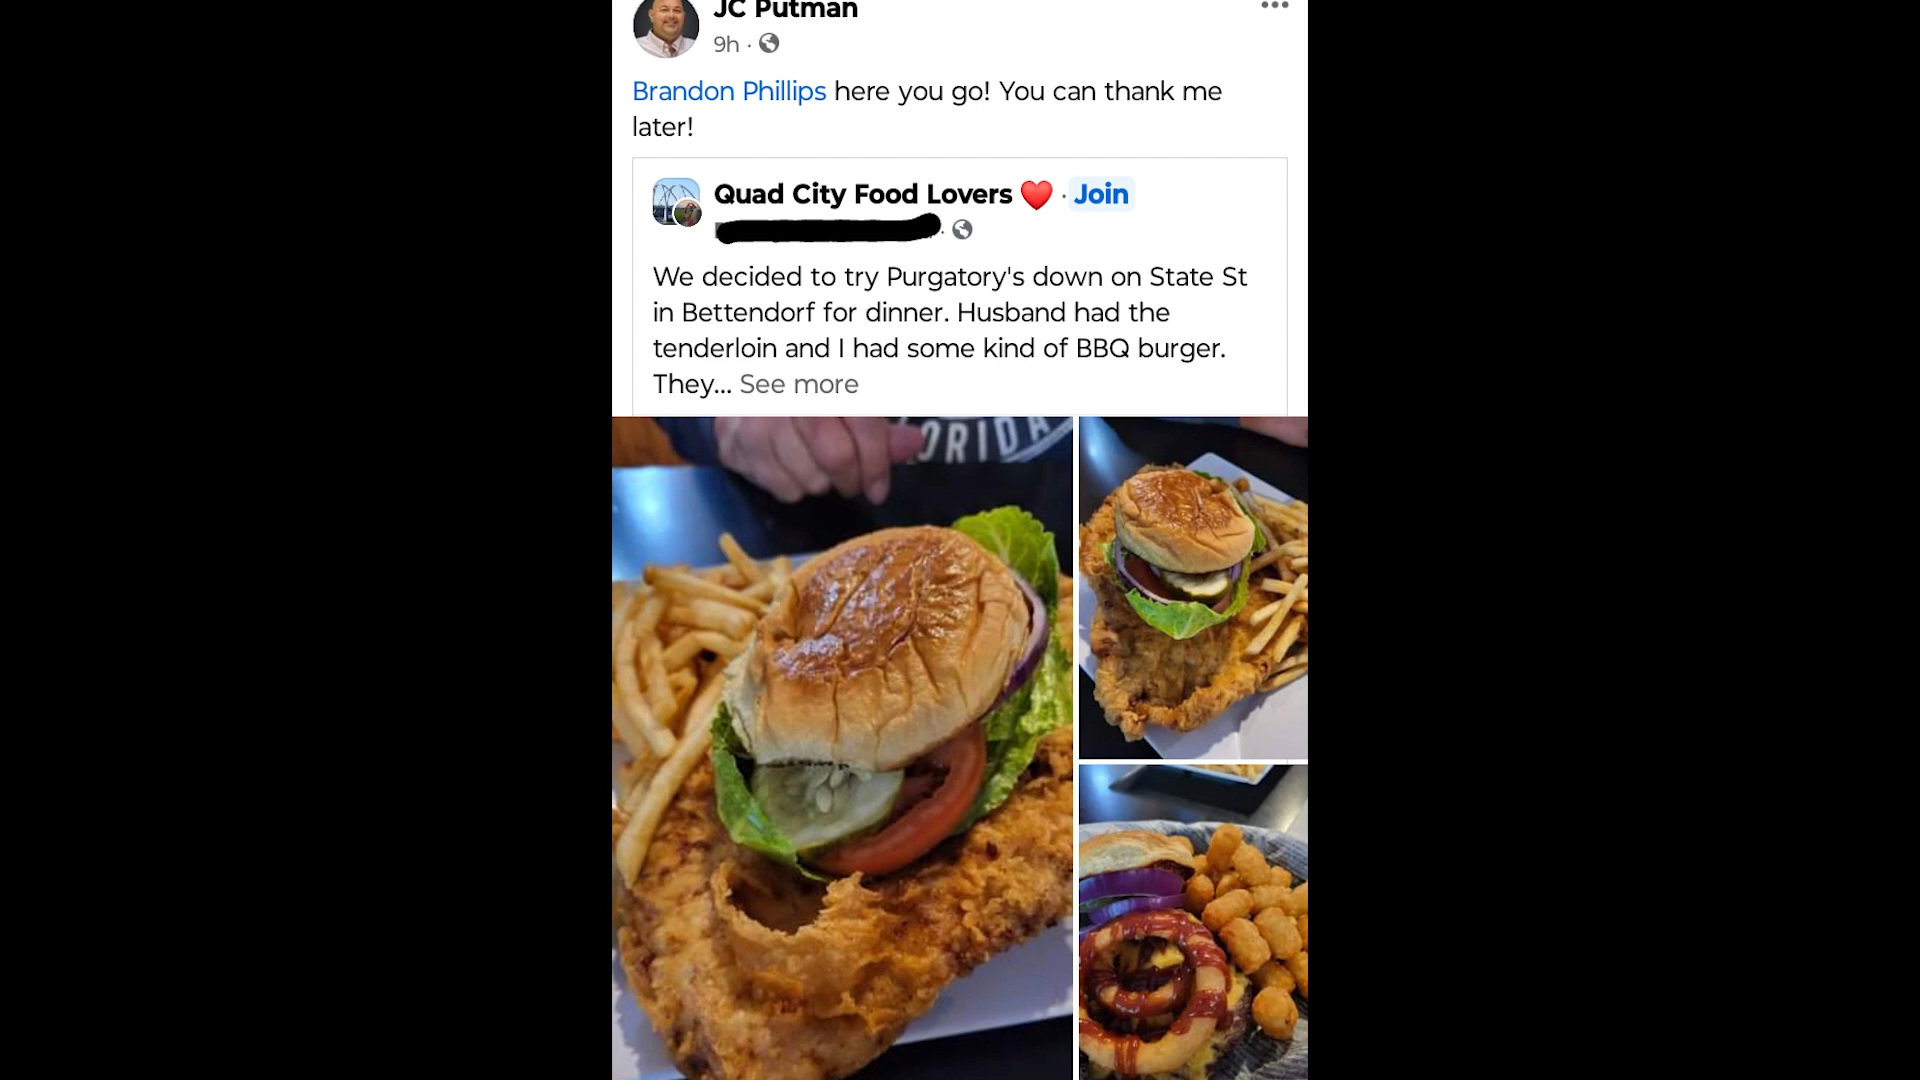 JC Putman
9h ·
Brandon Phillips here you go! You can thank me
later!
Quad City Food Lovers ❤️ · Join
We decided to try Purgatory's down on State St
in Bettendorf for dinner. Husband had the
tenderloin and I had some kind of BBQ burger.
They... See more
ORIDA